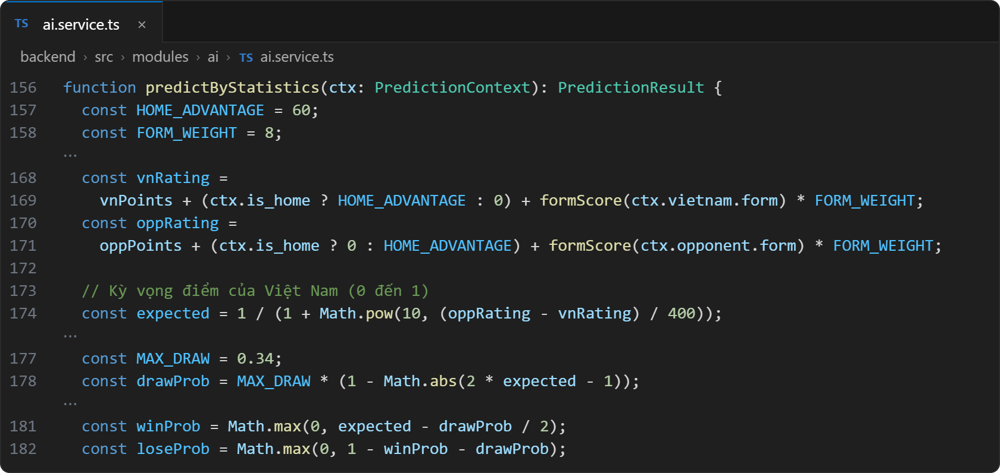 TS ai.service.ts ×
backend › src › modules › ai › TS ai.service.ts
156 function predictByStatistics(ctx: PredictionContext): PredictionResult {
157   const HOME_ADVANTAGE = 60;
158   const FORM_WEIGHT = 8;
...
168   const vnRating =
169     vnPoints + (ctx.is_home ? HOME_ADVANTAGE : 0) + formScore(ctx.vietnam.form) * FORM_WEIGHT;
170   const oppRating =
171     oppPoints + (ctx.is_home ? 0 : HOME_ADVANTAGE) + formScore(ctx.opponent.form) * FORM_WEIGHT;
172
173   // Kỳ vọng điểm của Việt Nam (0 đến 1)
174   const expected = 1 / (1 + Math.pow(10, (oppRating - vnRating) / 400));
...
177   const MAX_DRAW = 0.34;
178   const drawProb = MAX_DRAW * (1 - Math.abs(2 * expected - 1));
...
181   const winProb = Math.max(0, expected - drawProb / 2);
182   const loseProb = Math.max(0, 1 - winProb - drawProb);